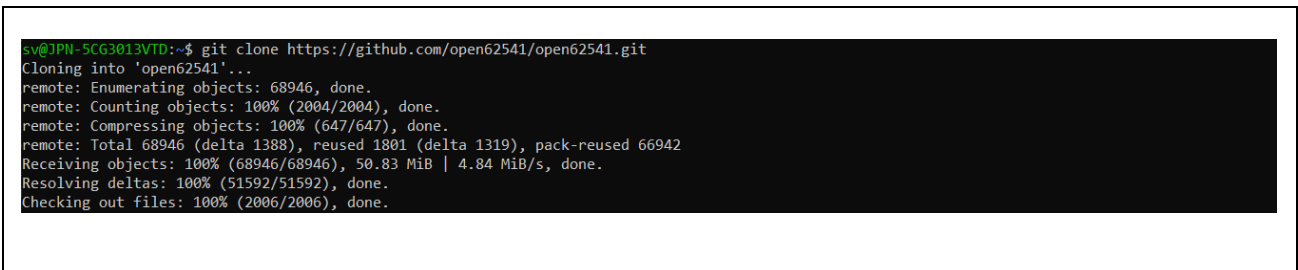 sv@JPN-5CG3013VTD:~$ git clone https://github.com/open62541/open62541.git
Cloning into 'open62541'...
remote: Enumerating objects: 68946, done.
remote: Counting objects: 100% (2004/2004), done.
remote: Compressing objects: 100% (647/647), done.
remote: Total 68946 (delta 1388), reused 1801 (delta 1319), pack-reused 66942
Receiving objects: 100% (68946/68946), 50.83 MiB | 4.84 MiB/s, done.
Resolving deltas: 100% (51592/51592), done.
Checking out files: 100% (2006/2006), done.